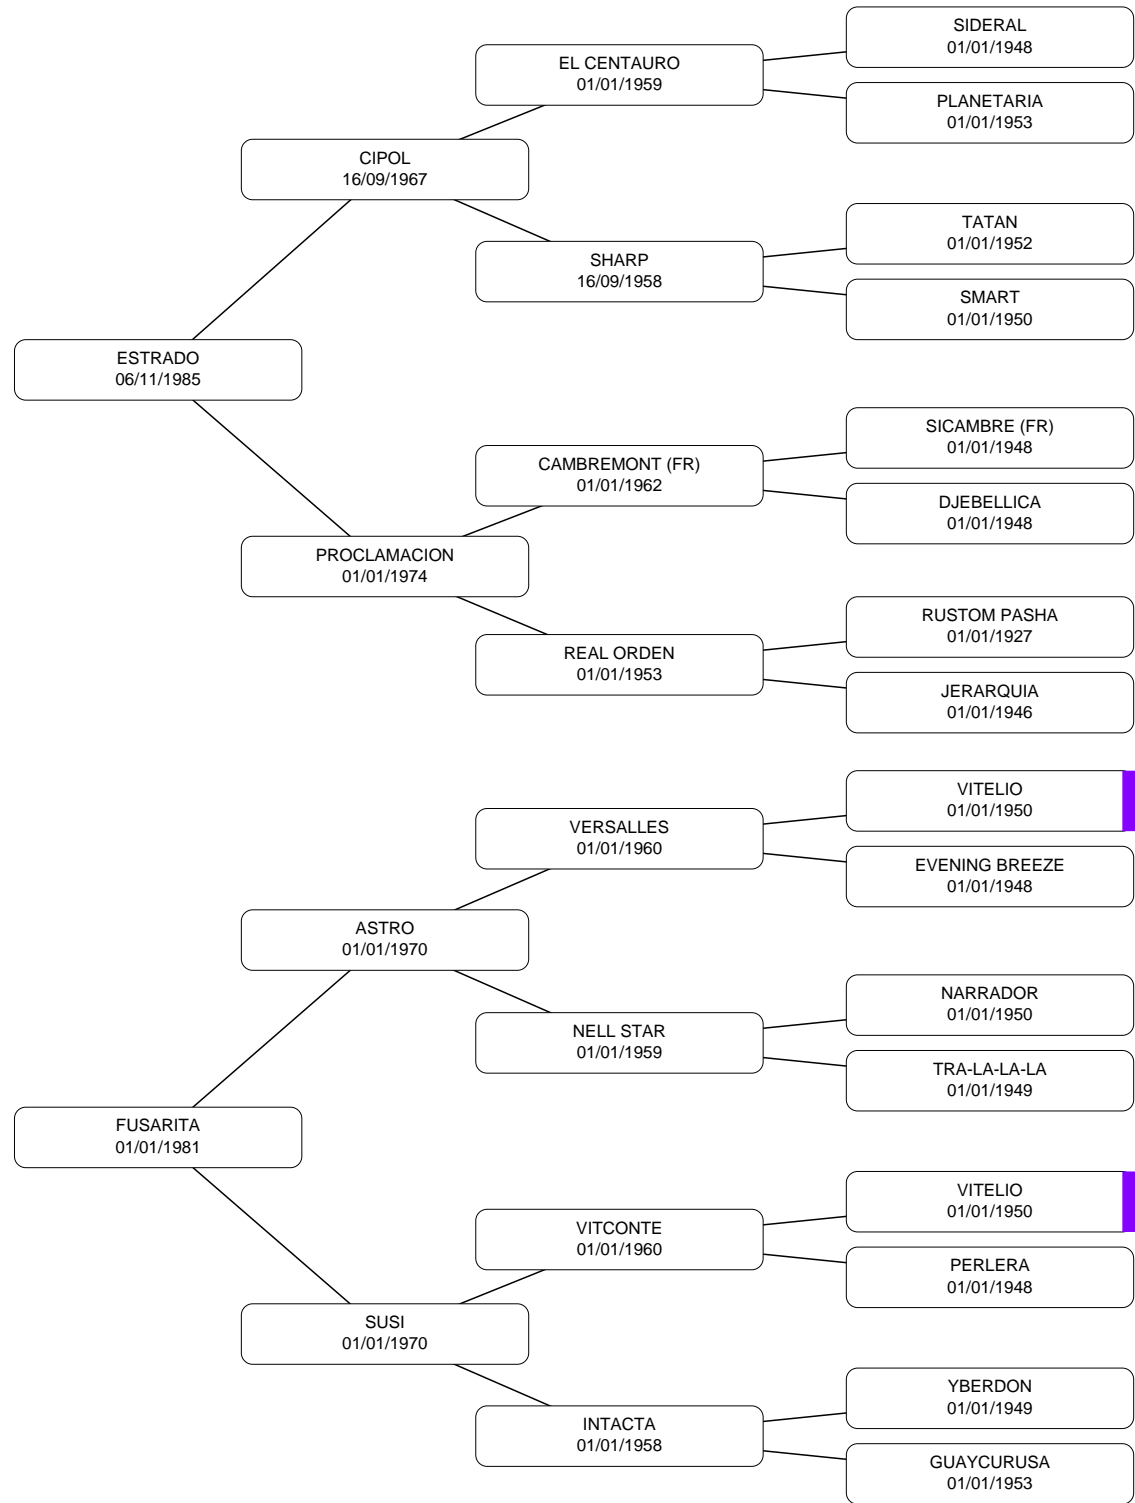 SIDERAL
01/01/1948
EL CENTAURO
01/01/1959
PLANETARIA
01/01/1953
CIPOL
16/09/1967
TATAN
01/01/1952
SHARP
16/09/1958
SMART
01/01/1950
ESTRADO
06/11/1985
SICAMBRE (FR)
01/01/1948
CAMBREMONT (FR)
01/01/1962
DJEBELLICA
01/01/1948
PROCLAMACION
01/01/1974
RUSTOM PASHA
01/01/1927
REAL ORDEN
01/01/1953
JERARQUIA
01/01/1946
VITELIO
01/01/1950
VERSALLES
01/01/1960
EVENING BREEZE
01/01/1948
ASTRO
01/01/1970
NARRADOR
01/01/1950
NELL STAR
01/01/1959
TRA-LA-LA-LA
01/01/1949
FUSARITA
01/01/1981
VITELIO
01/01/1950
VITCONTE
01/01/1960
PERLERA
01/01/1948
SUSI
01/01/1970
YBERDON
01/01/1949
INTACTA
01/01/1958
GUAYCURUSA
01/01/1953